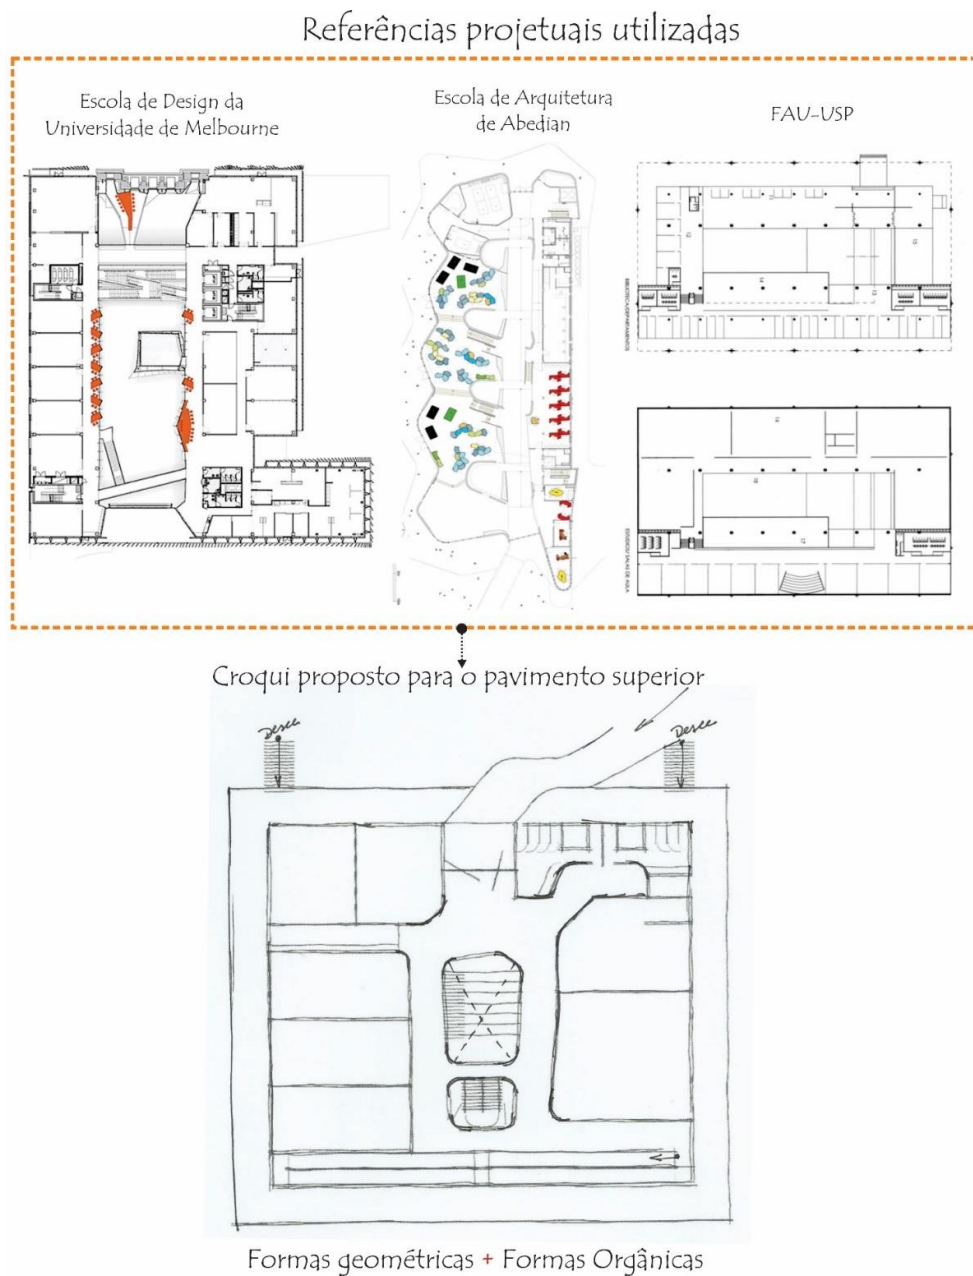 Referências projetuais utilizadas
Escola de Design da
Universidade de Melbourne
Escola de Arquitetura
de Abedian
FAU-USP
Croqui proposto para o pavimento superior
Desce
Desce
Formas geométricas + Formas Orgânicas